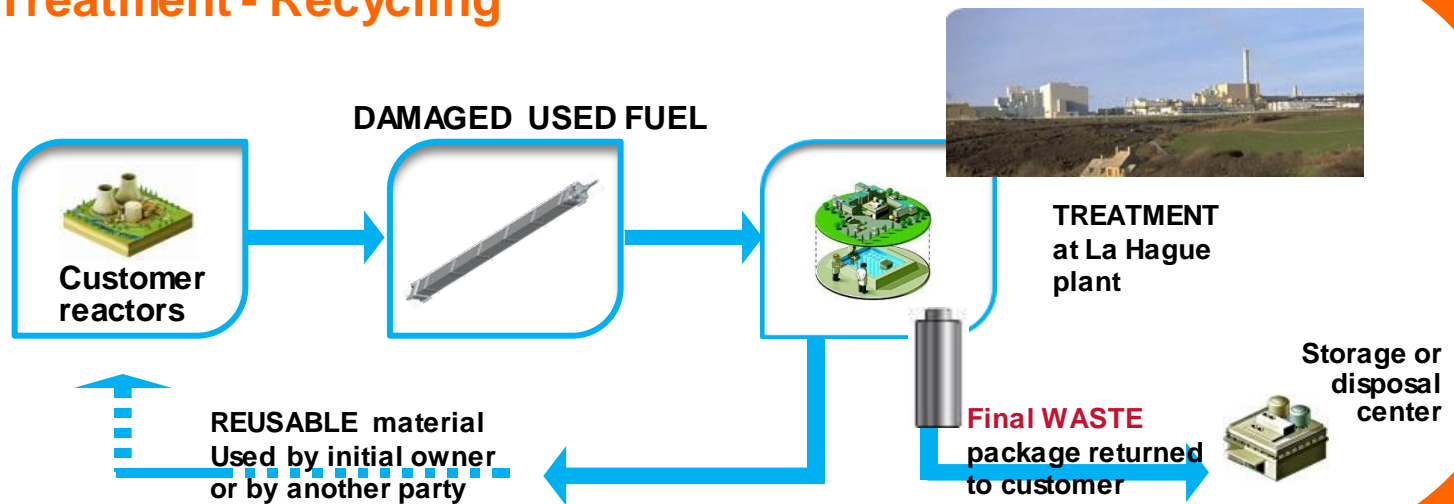 Treatment - Recycling
DAMAGED USED FUEL
Customer
reactors
TREATMENT
at La Hague
plant
REUSABLE material
Used by initial owner
or by another party
Final WASTE
package returned
to customer
Storage or
disposal
center